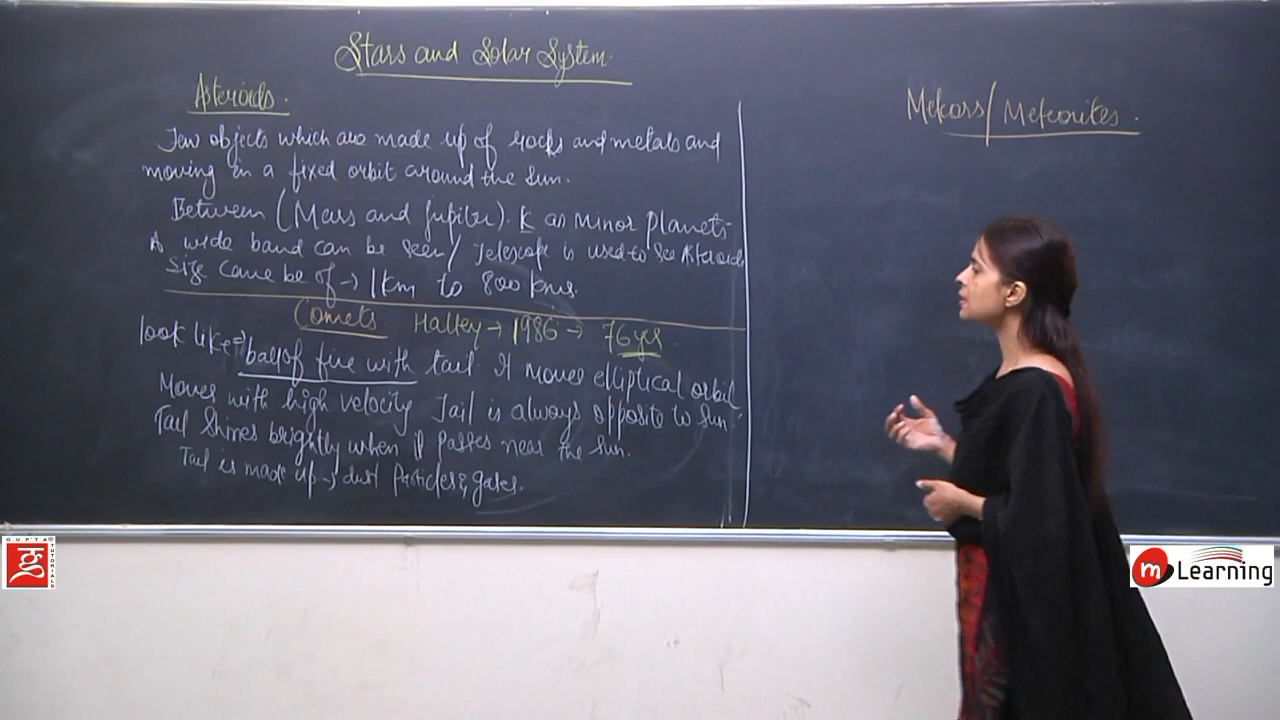 Stars and Solar System.
Asteroids.
Few objects which are made up of rocks and metals and
moving in a fixed orbit around the sun.
Between (Mars and Jupiter). K as minor planets
A wide band can be seen / Telescope is used to see Asteroids
Size cane be of → 1km to 800 kms.
Comets Halley → 1986 → 76 yrs
look like = ball of fire with tail. It moves elliptical orbit
Moves with high velocity Tail is always opposite to sun.
Tail Shines brightly when it passes near the sun.
Tail is made up → dust particles & gases.
Meteors/Meteorites.
GUPTA TUTORIALS
m Learning